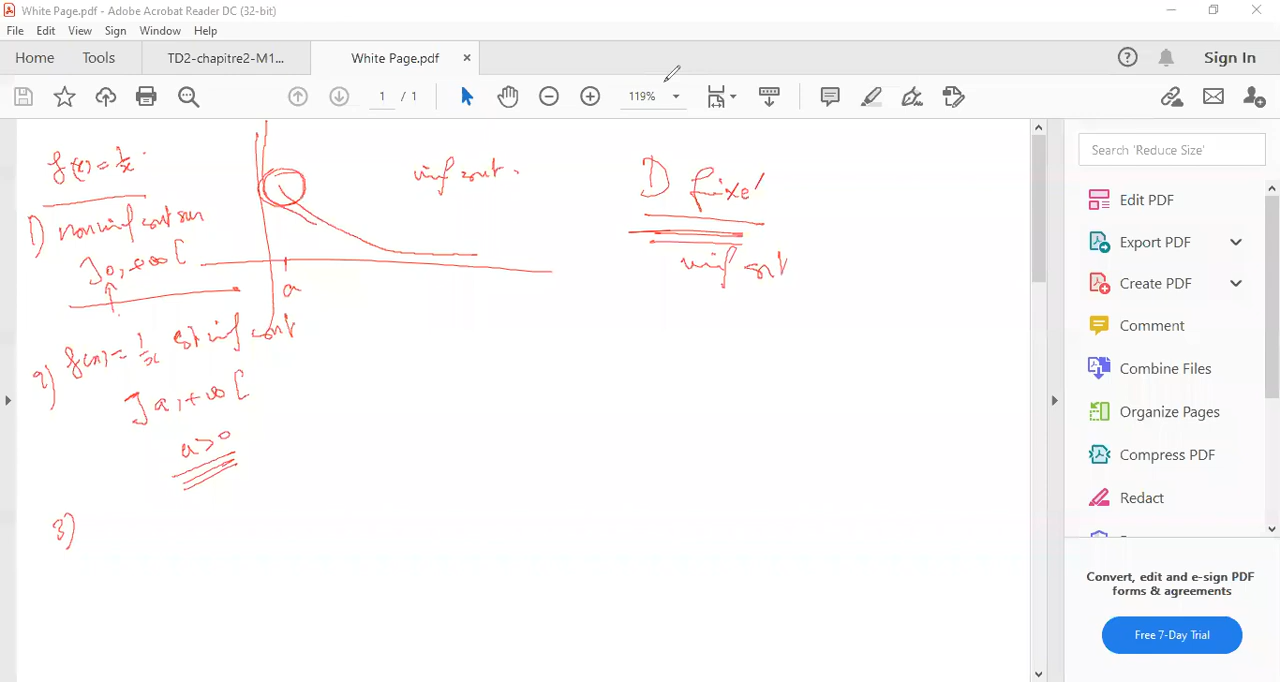 White Page.pdf - Adobe Acrobat Reader DC (32-bit)
File Edit View Sign Window Help
Home Tools TD2-chapitre2-M1... White Page.pdf × Sign In
1 / 1 119%
f(x) = 1/x
1) non unif cont sur
]0, +∞[
a
unif cont.
D fixe'
unif cont
2) f(x) = 1/x est unif cont
]a, +∞[
a > 0
3)
Search 'Reduce Size'
Edit PDF
Export PDF
Create PDF
Comment
Combine Files
Organize Pages
Compress PDF
Redact
Convert, edit and e-sign PDF
forms & agreements
Free 7-Day Trial